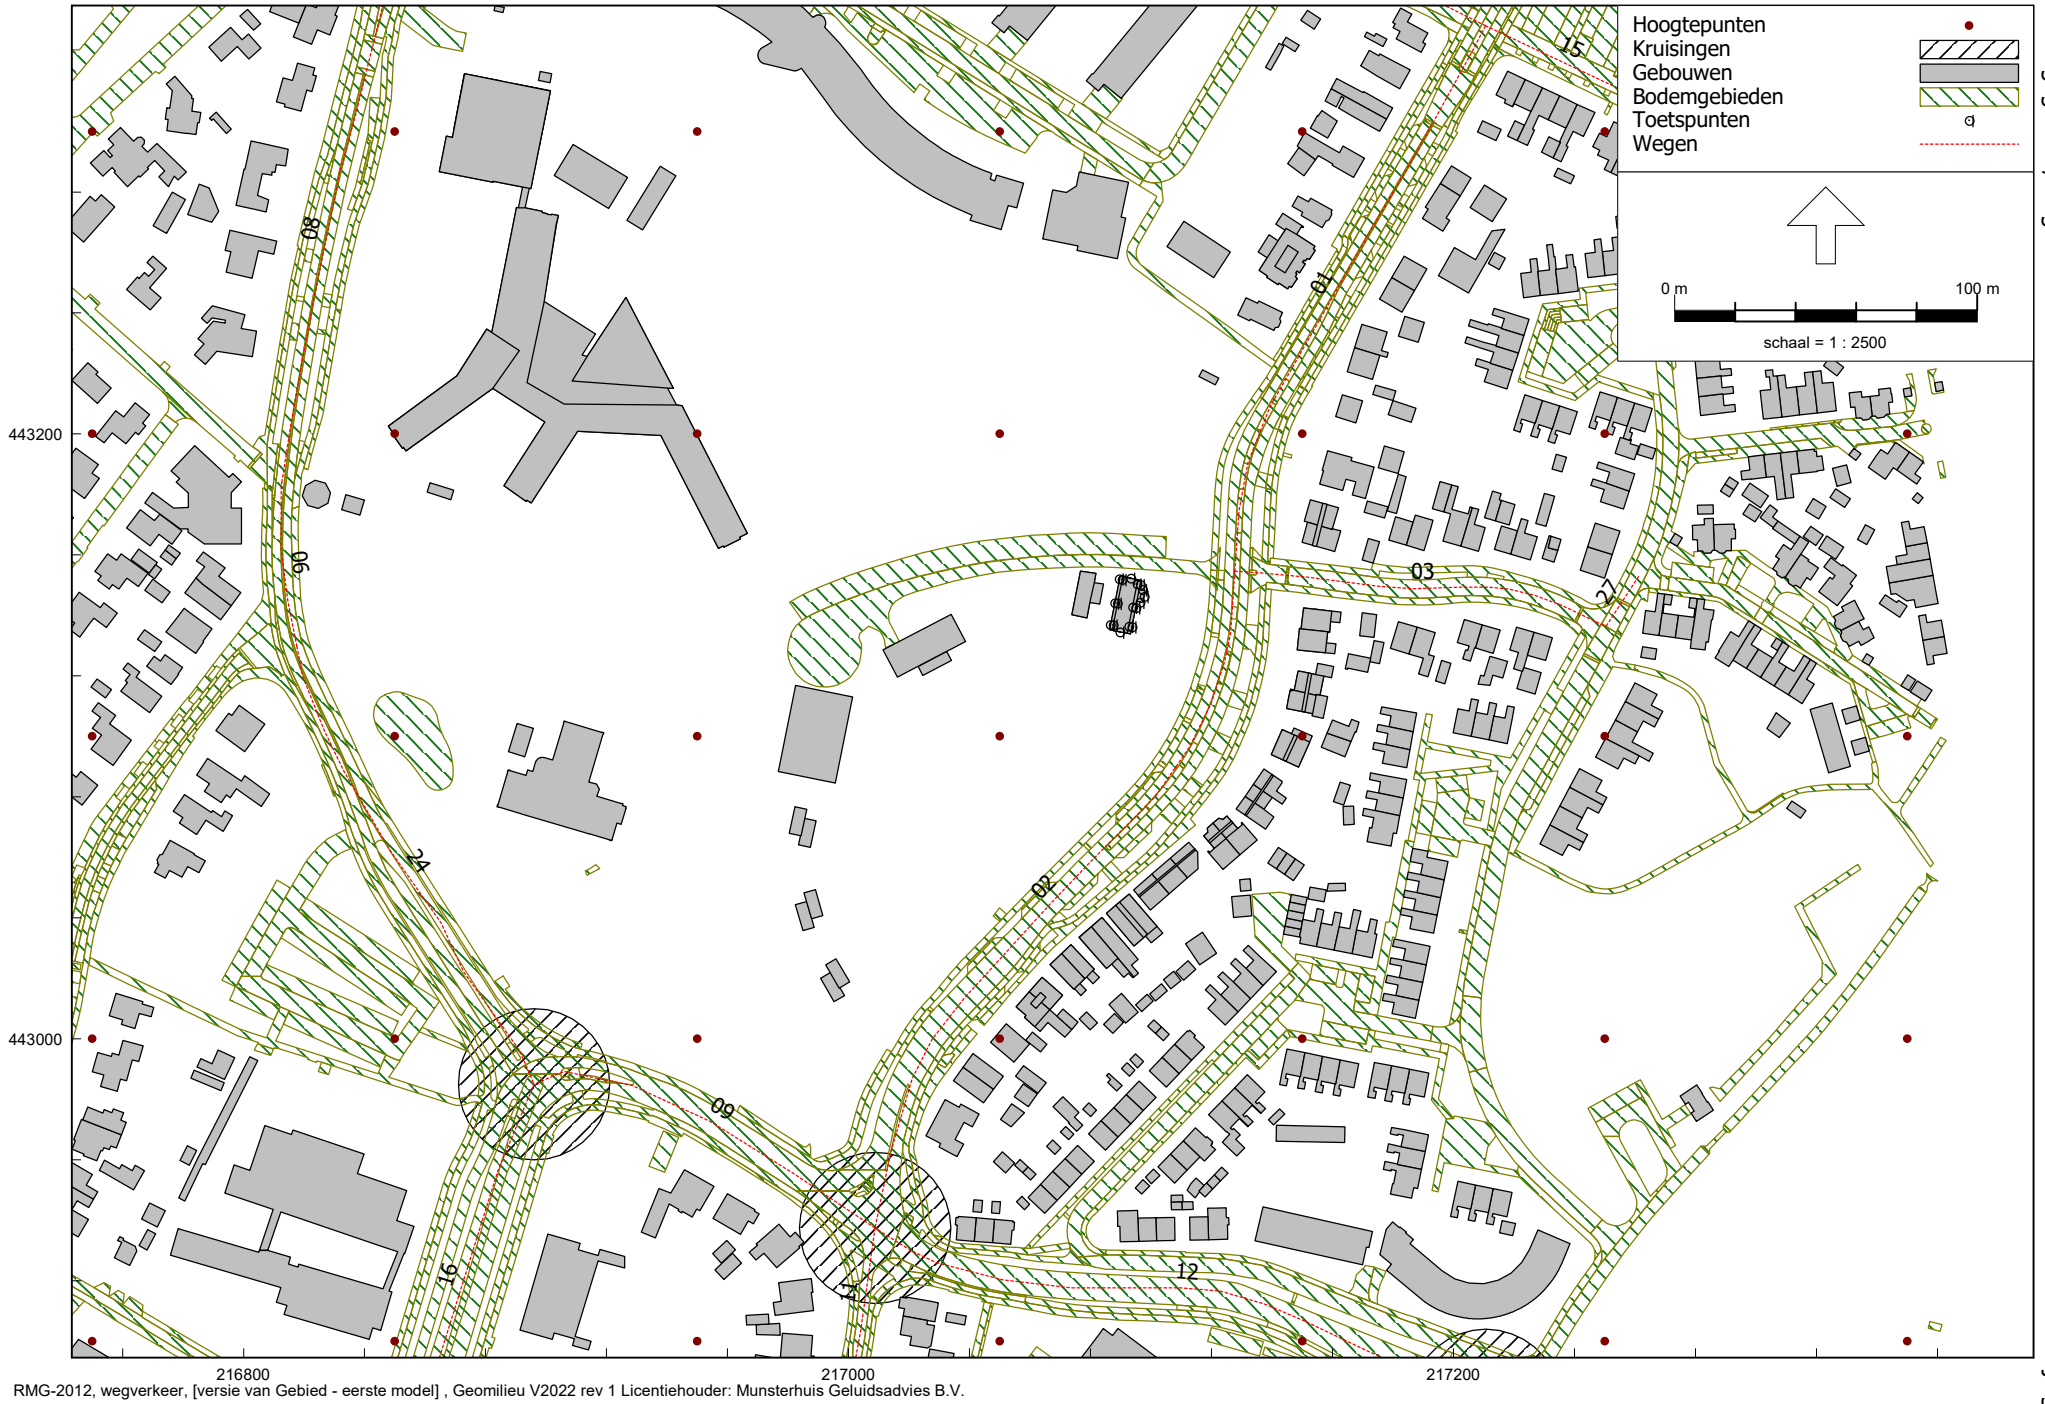 Hoogtepunten
Kruisingen
Gebouwen
Bodemgebieden
Toetspunten
Wegen
0 m
100 m
schaal = 1 : 2500
15
08
01
443200
06
03
27
24
02
443000
09
16
12
216800
217000
217200
RMG-2012, wegverkeer, [versie van Gebied - eerste model] , Geomilieu V2022 rev 1 Licentiehouder: Munsterhuis Geluidsadvies B.V.